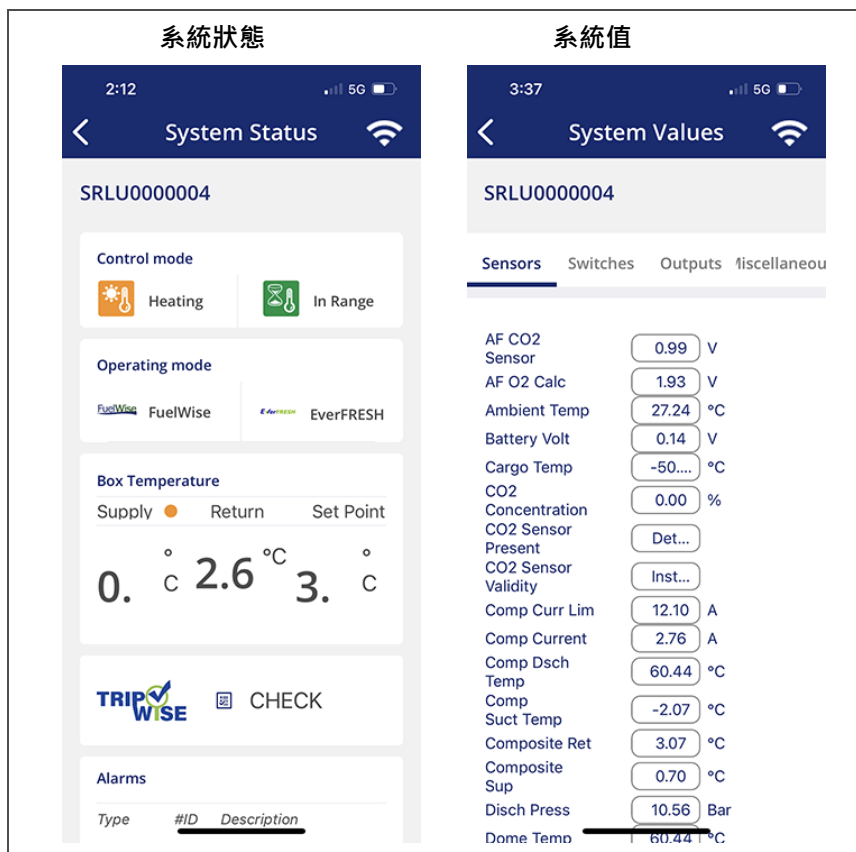 系統狀態
2:12
5G
System Status
SRLU0000004
Control mode
Heating
In Range
Operating mode
FuelWise
FuelWise
EverFRESH
EverFRESH
Box Temperature
Supply Return Set Point
0. °C 2.6 °C 3. °C
TRIPWISE CHECK
Alarms
Type #ID Description
系統值
3:37
5G
System Values
SRLU0000004
Sensors Switches Outputs Miscellaneou
AF CO2
Sensor 0.99 V
AF O2 Calc 1.93 V
Ambient Temp 27.24 °C
Battery Volt 0.14 V
Cargo Temp -50.... °C
CO2
Concentration 0.00 %
CO2 Sensor
Present Det...
CO2 Sensor
Validity Inst...
Comp Curr Lim 12.10 A
Comp Current 2.76 A
Comp Dsch
Temp 60.44 °C
Comp
Suct Temp -2.07 °C
Composite Ret 3.07 °C
Composite
Sup 0.70 °C
Disch Press 10.56 Bar
Dome Temp 60.44 °C